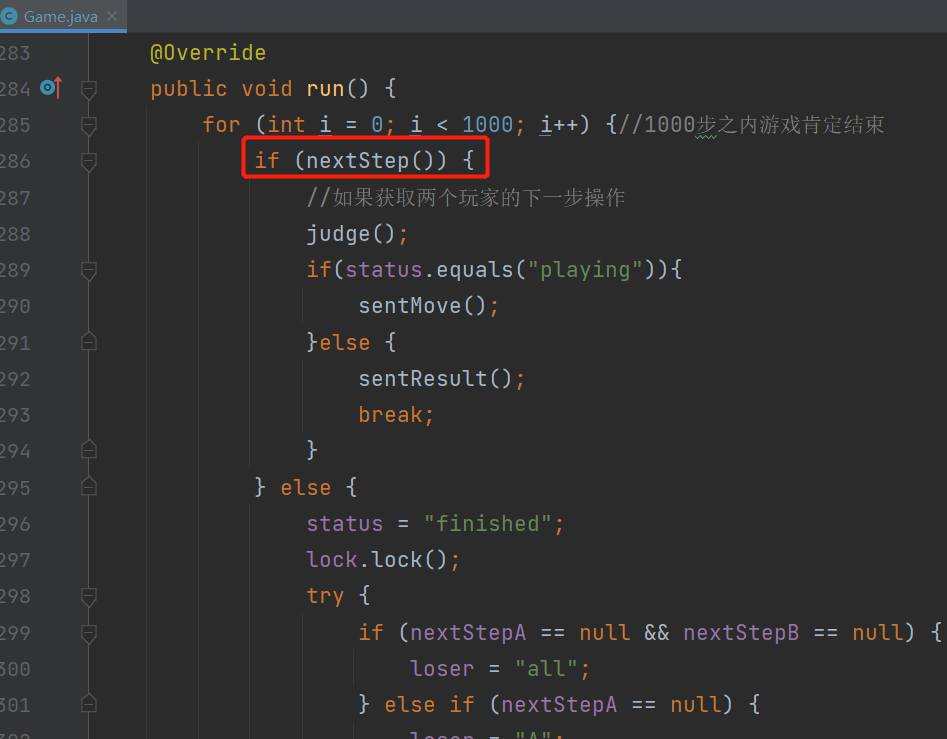 Game.java
283 @Override
284 public void run() {
285 for (int i = 0; i < 1000; i++) {//1000步之内游戏肯定结束
286 if (nextStep()) {
287 //如果获取两个玩家的下一步操作
288 judge();
289 if(status.equals("playing")){
290 sentMove();
291 }else {
292 sentResult();
293 break;
294 }
295 } else {
296 status = "finished";
297 lock.lock();
298 try {
299 if (nextStepA == null && nextStepB == null) {
300 loser = "all";
301 } else if (nextStepA == null) {
302 loser = "A";